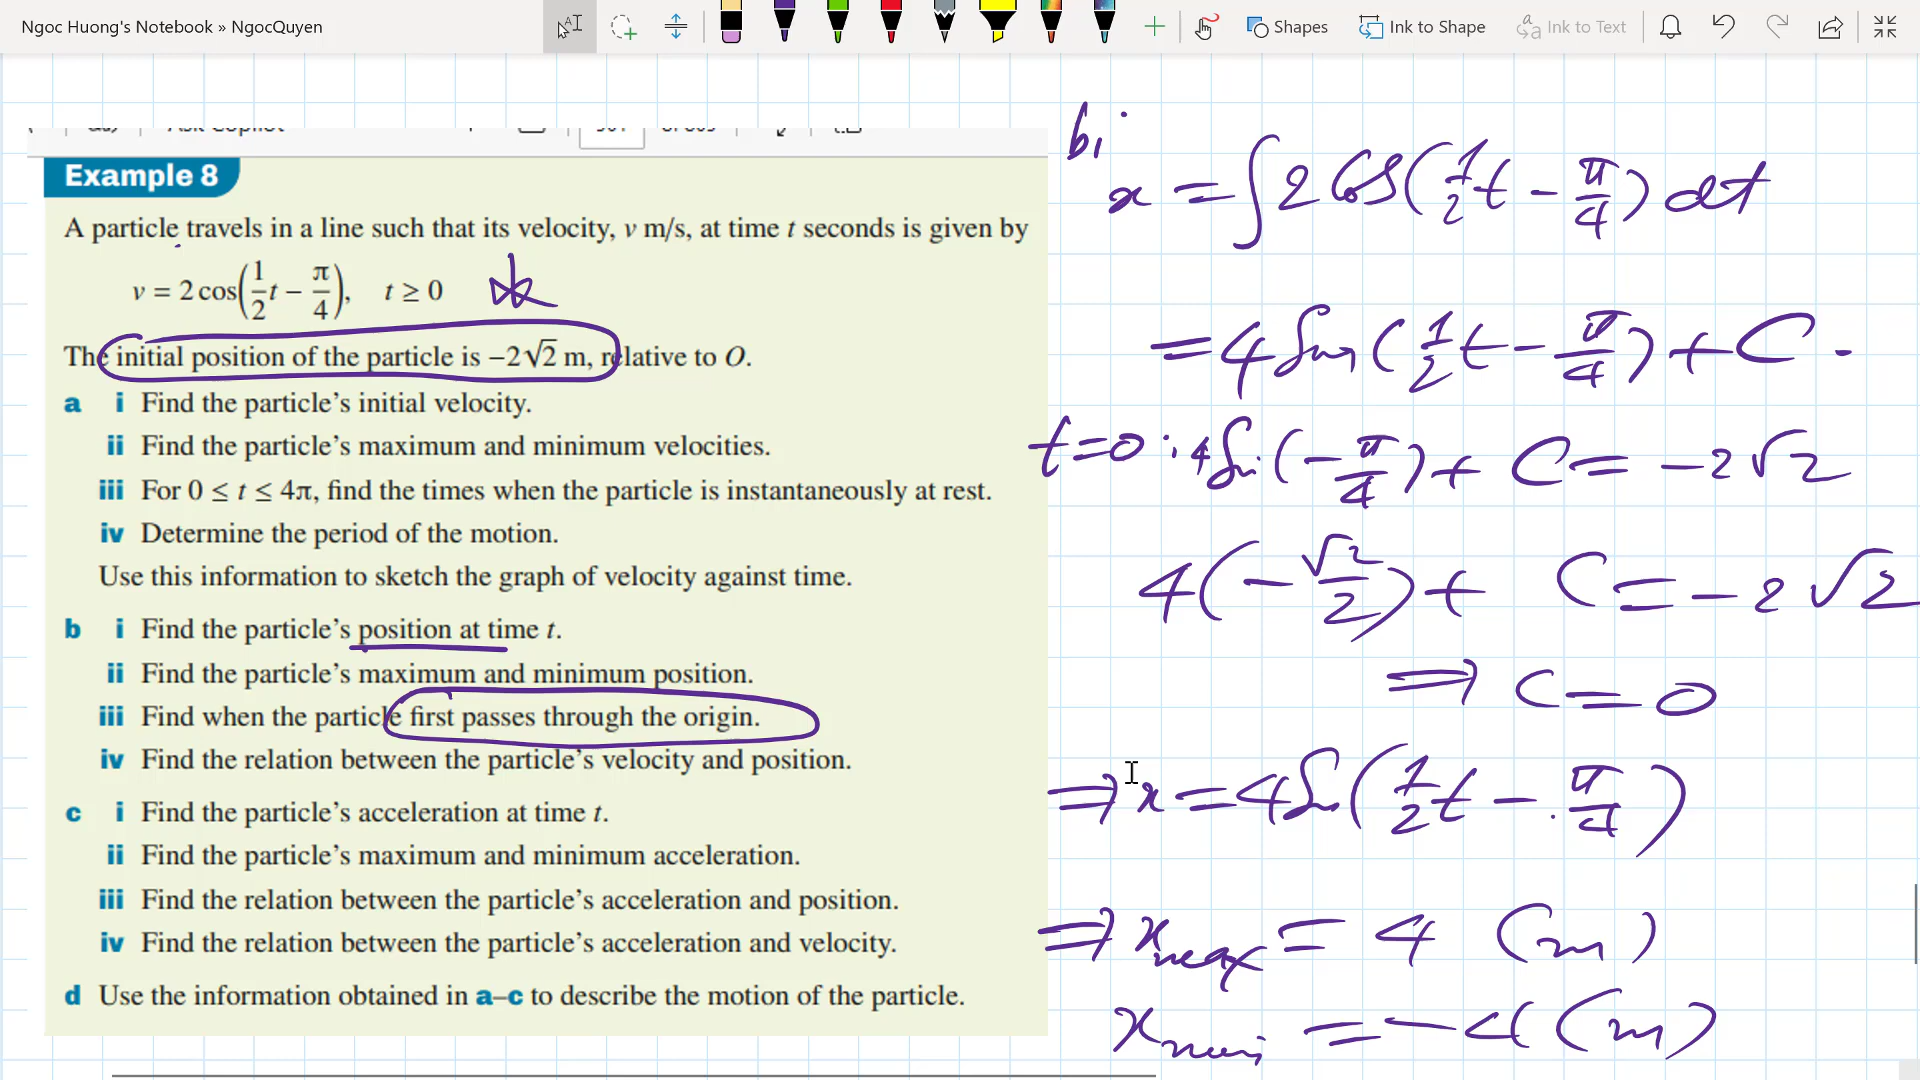 Ngoc Huong's Notebook » NgocQuyen
Shapes
Ink to Shape
Ink to Text
Example 8
A particle travels in a line such that its velocity, v m/s, at time t seconds is given by
v = 2 cos(1/2 t − π/4), t ≥ 0
The initial position of the particle is −2√2 m, relative to O.
a i Find the particle's initial velocity.
ii Find the particle's maximum and minimum velocities.
iii For 0 ≤ t ≤ 4π, find the times when the particle is instantaneously at rest.
iv Determine the period of the motion.
Use this information to sketch the graph of velocity against time.
b i Find the particle's position at time t.
ii Find the particle's maximum and minimum position.
iii Find when the particle first passes through the origin.
iv Find the relation between the particle's velocity and position.
c i Find the particle's acceleration at time t.
ii Find the particle's maximum and minimum acceleration.
iii Find the relation between the particle's acceleration and position.
iv Find the relation between the particle's acceleration and velocity.
d Use the information obtained in a–c to describe the motion of the particle.
bi
x = ∫ 2 cos(1/2 t − π/4) dt
= 4 sin(1/2 t − π/4) + C
t=0 : 4 sin(−π/4) + C = −2√2
4(−√2/2) + C = −2√2
⇒ C = 0
⇒ x = 4 sin(1/2 t − π/4)
⇒ x max = 4 (m)
x min = −4 (m)